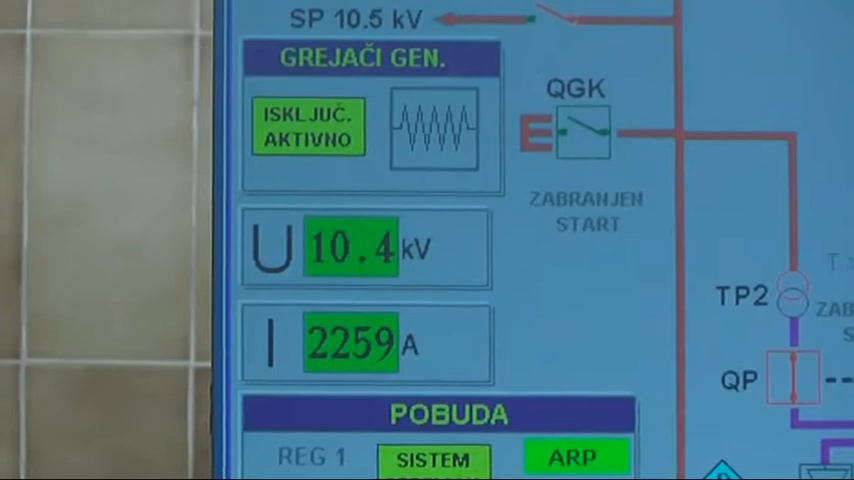 SP 10.5 kV
GREJAČI GEN.
QGK
ISKLJUČ.
AKTIVNO
ZABRANJEN
START
U 10.4 kV
TP2
I 2259 A
QP
POBUDA
REG 1
SISTEM
ARP